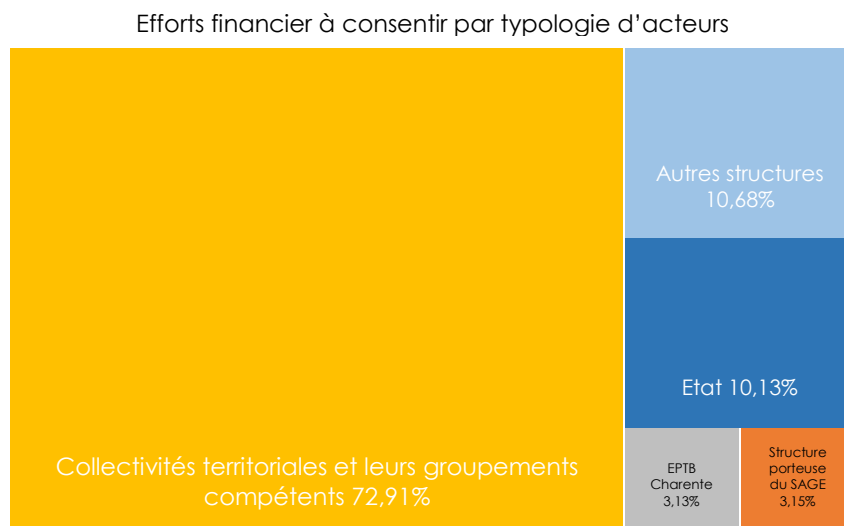 Efforts financier à consentir par typologie d’acteurs
Autres structures
10,68%
Etat 10,13%
Collectivités territoriales et leurs groupements
compétents 72,91%
EPTB
Charente
3,13%
Structure
porteuse
du SAGE
3,15%